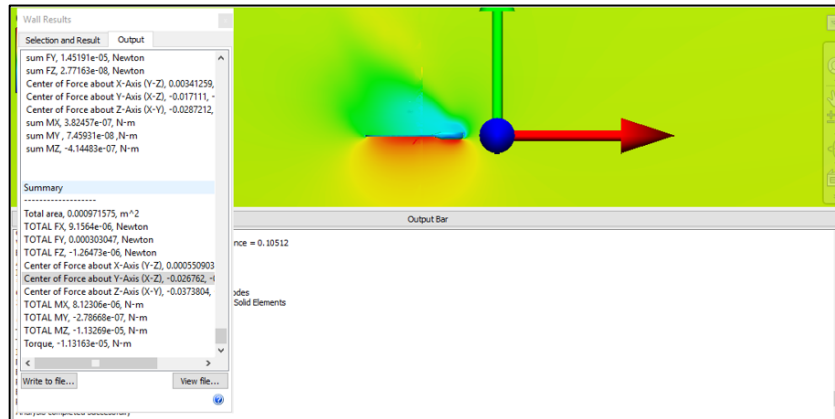 Wall Results
Selection and Result
Output
sum FY, 1.45191e-05, Newton
sum FZ, 2.77163e-08, Newton
Center of Force about X-Axis (Y-Z), 0.00341259,
Center of Force about Y-Axis (X-Z), -0.017111, -
Center of Force about Z-Axis (X-Y), -0.0287212,
sum MX, 3.82457e-07, N-m
sum MY , 7.45931e-08 ,N-m
sum MZ, -4.14483e-07, N-m
Summary
-------------------
Total area, 0.000971575, m^2
TOTAL FX, 9.1564e-06, Newton
TOTAL FY, 0.000303047, Newton
TOTAL FZ, -1.26473e-06, Newton
Center of Force about X-Axis (Y-Z), 0.000550903
Center of Force about Y-Axis (X-Z), -0.026762, -
Center of Force about Z-Axis (X-Y), -0.0373804,
TOTAL MX, 8.12306e-06, N-m
TOTAL MY, -2.78668e-07, N-m
TOTAL MZ, -1.13269e-05, N-m
Torque, -1.13163e-05, N-m
Write to file...
View file...
Output Bar
nce = 0.10512
odes
Solid Elements
Analysis completed successfully